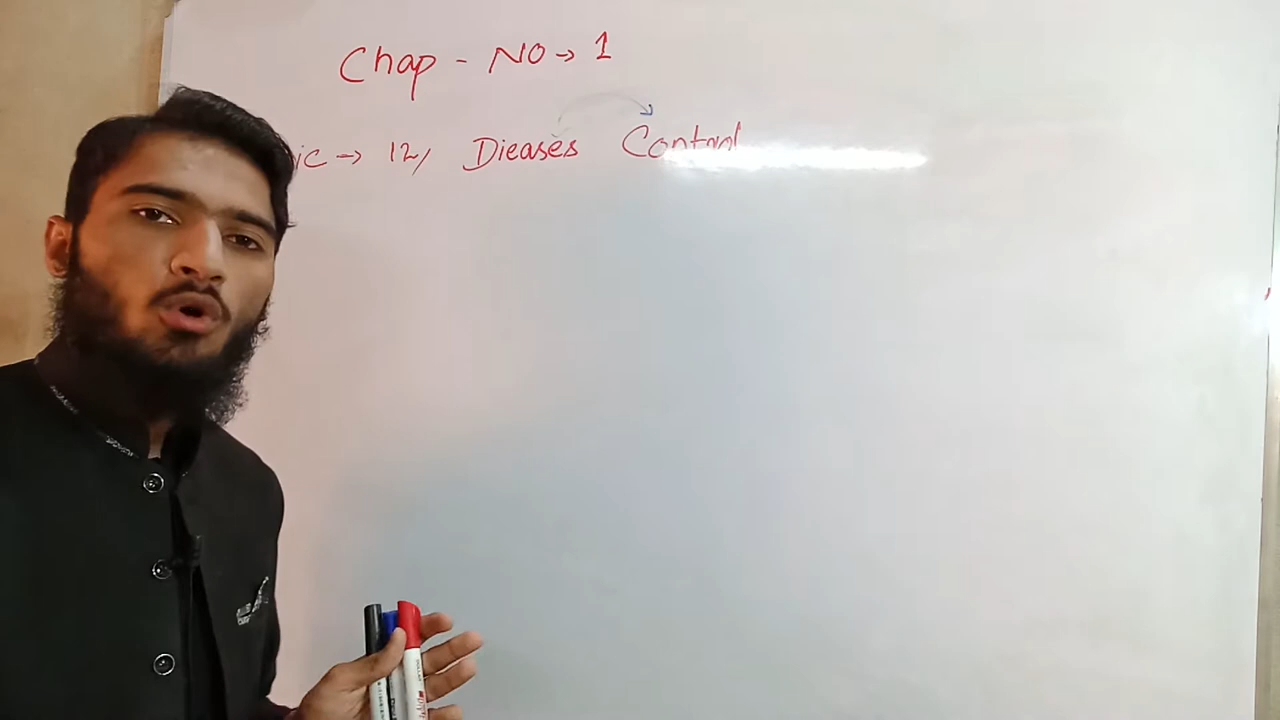 Chap - NO → 1
ic → 12/ Dieases Control